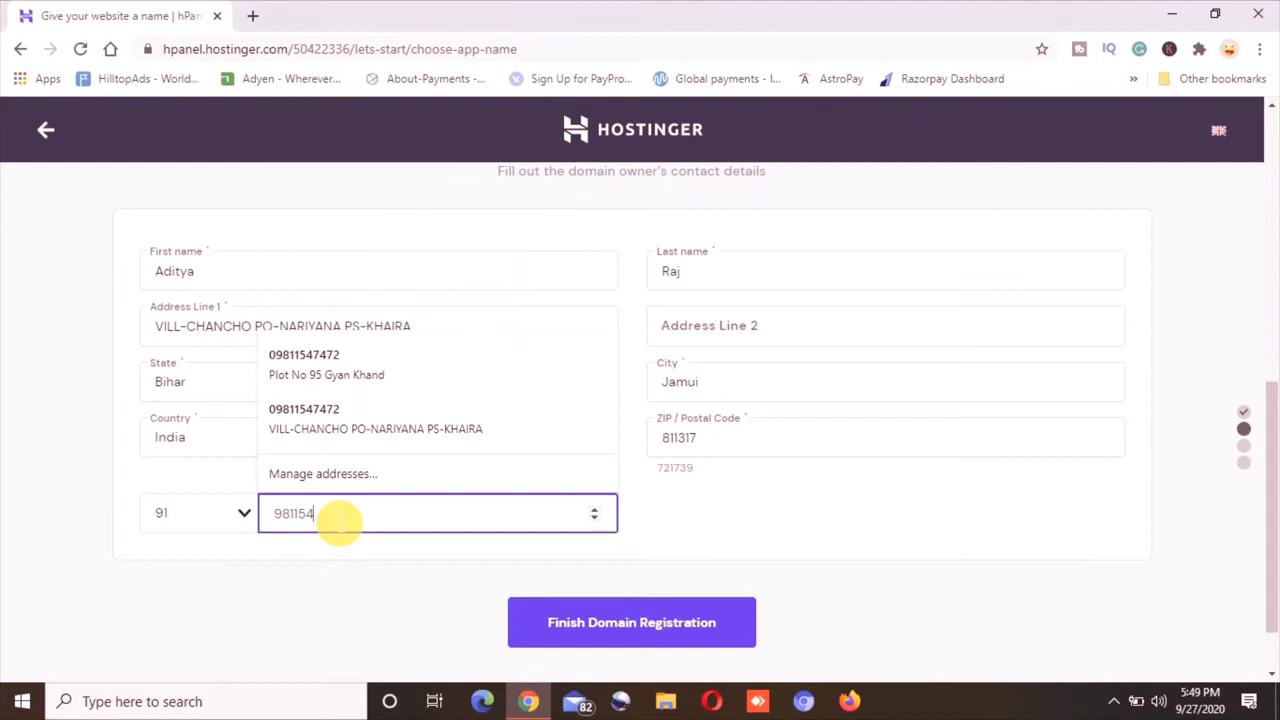 Give your website a name | hPan
hpanel.hostinger.com/50422336/lets-start/choose-app-name
Apps
HilltopAds - World...
Adyen - Wherever...
About-Payments -...
Sign Up for PayPro...
Global payments - I...
AstroPay
Razorpay Dashboard
»
Other bookmarks
HOSTINGER
Fill out the domain owner's contact details
First name *
Aditya
Last name *
Raj
Address Line 1 *
VILL-CHANCHO PO-NARIYANA PS-KHAIRA
Address Line 2
09811547472
Plot No 95 Gyan Khand
State *
Bihar
City *
Jamui
09811547472
VILL-CHANCHO PO-NARIYANA PS-KHAIRA
Country *
India
ZIP / Postal Code *
811317
721739
Manage addresses...
91
981154
Finish Domain Registration
Type here to search
82
5:49 PM
9/27/2020